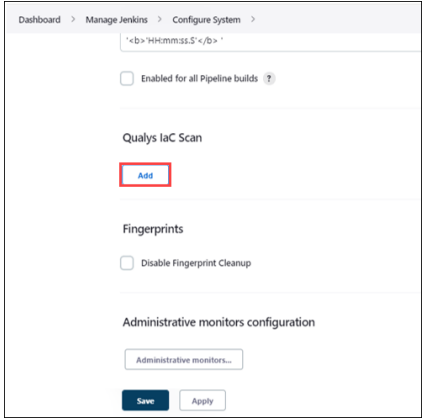 Dashboard > Manage Jenkins > Configure System >
'<b>'HH:mm:ss.S'</b> '
Enabled for all Pipeline builds ?
Qualys IaC Scan
Add
Fingerprints
Disable Fingerprint Cleanup
Administrative monitors configuration
Administrative monitors...
Save Apply